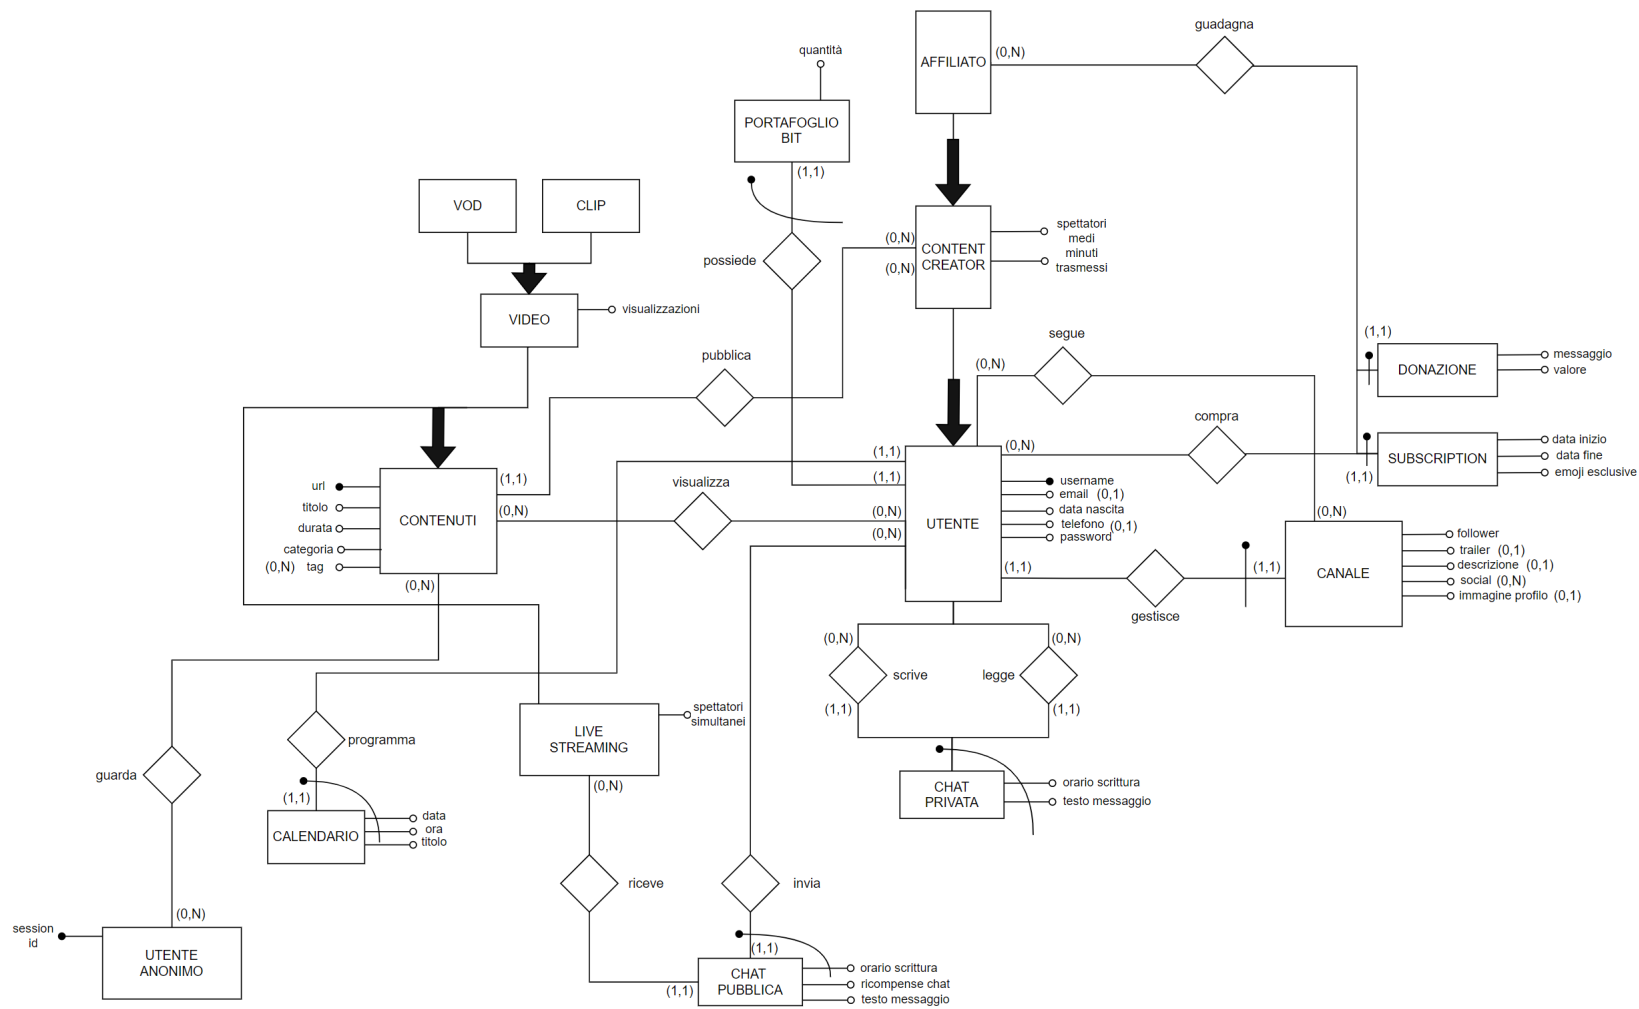 guadagna
(0,N)
AFFILIATO
quantità
PORTAFOGLIO
BIT
(1,1)
VOD
CLIP
(0,N)
(0,N)
CONTENT
CREATOR
spettatori
medi
minuti
trasmessi
possiede
VIDEO
visualizzazioni
pubblica
segue
(0,N)
(1,1)
DONAZIONE
messaggio
valore
compra
(0,N)
(1,1)
SUBSCRIPTION
data inizio
data fine
emoji esclusive
(1,1)
(1,1)
(0,N)
(0,N)
UTENTE
username
email (0,1)
data nascita
telefono (0,1)
password
visualizza
url
titolo
durata
categoria
(0,N) tag
CONTENUTI
(1,1)
(0,N)
(0,N)
(1,1)
gestisce
(1,1)
(0,N)
CANALE
follower
trailer (0,1)
descrizione (0,1)
social (0,N)
immagine profilo (0,1)
(0,N)
(0,N)
scrive
legge
(1,1)
(1,1)
CHAT
PRIVATA
orario scrittura
testo messaggio
LIVE
STREAMING
spettatori
simultanei
(0,N)
programma
guarda
(1,1)
CALENDARIO
data
ora
titolo
riceve
invia
(0,N)
session
id
UTENTE
ANONIMO
(1,1)
(1,1)
CHAT
PUBBLICA
orario scrittura
ricompense chat
testo messaggio